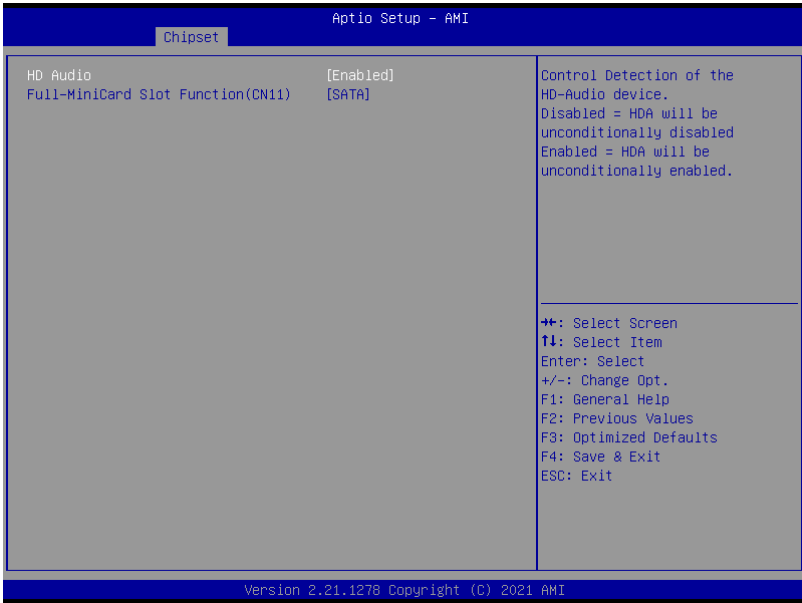 Aptio Setup – AMI
Chipset
HD Audio [Enabled]
Full-MiniCard Slot Function(CN11) [SATA]
Control Detection of the
HD-Audio device.
Disabled = HDA will be
unconditionally disabled
Enabled = HDA will be
unconditionally enabled.
→←: Select Screen
↑↓: Select Item
Enter: Select
+/-: Change Opt.
F1: General Help
F2: Previous Values
F3: Optimized Defaults
F4: Save & Exit
ESC: Exit
Version 2.21.1278 Copyright (C) 2021 AMI